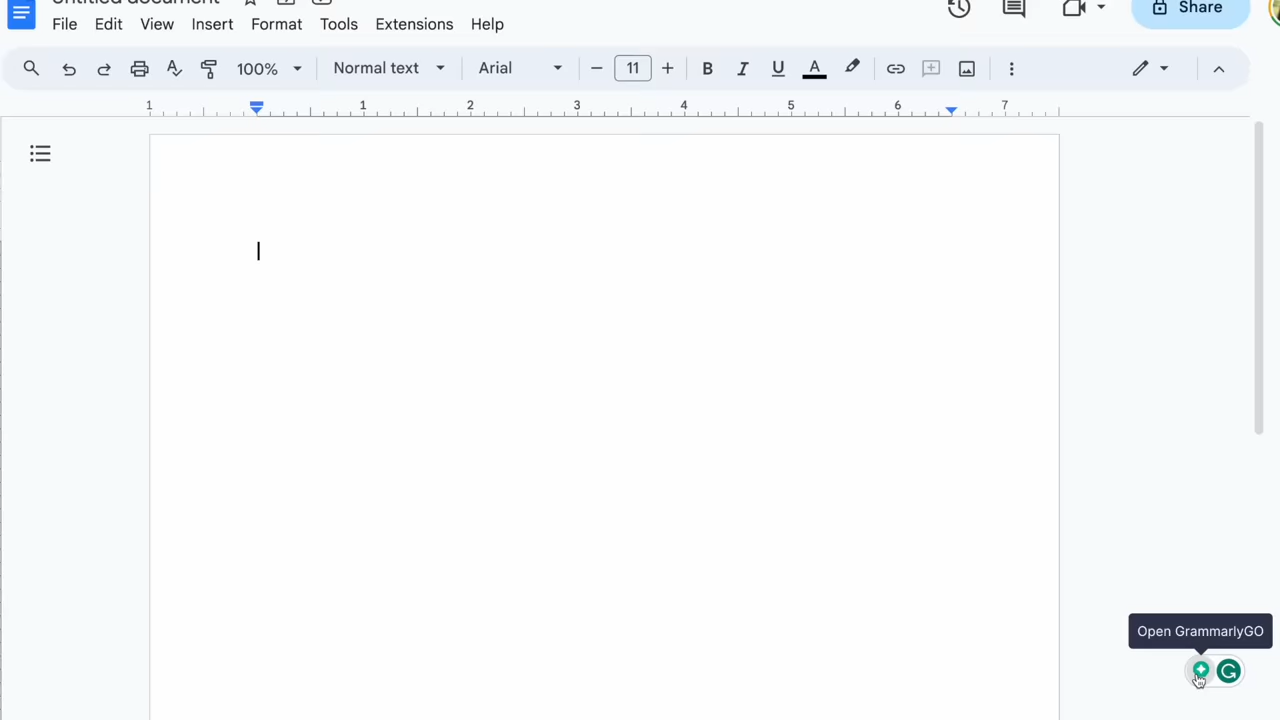 Untitled document
File Edit View Insert Format Tools Extensions Help
Share
100% Normal text Arial 11 B I U A
1 1 2 3 4 5 6 7
Open GrammarlyGO